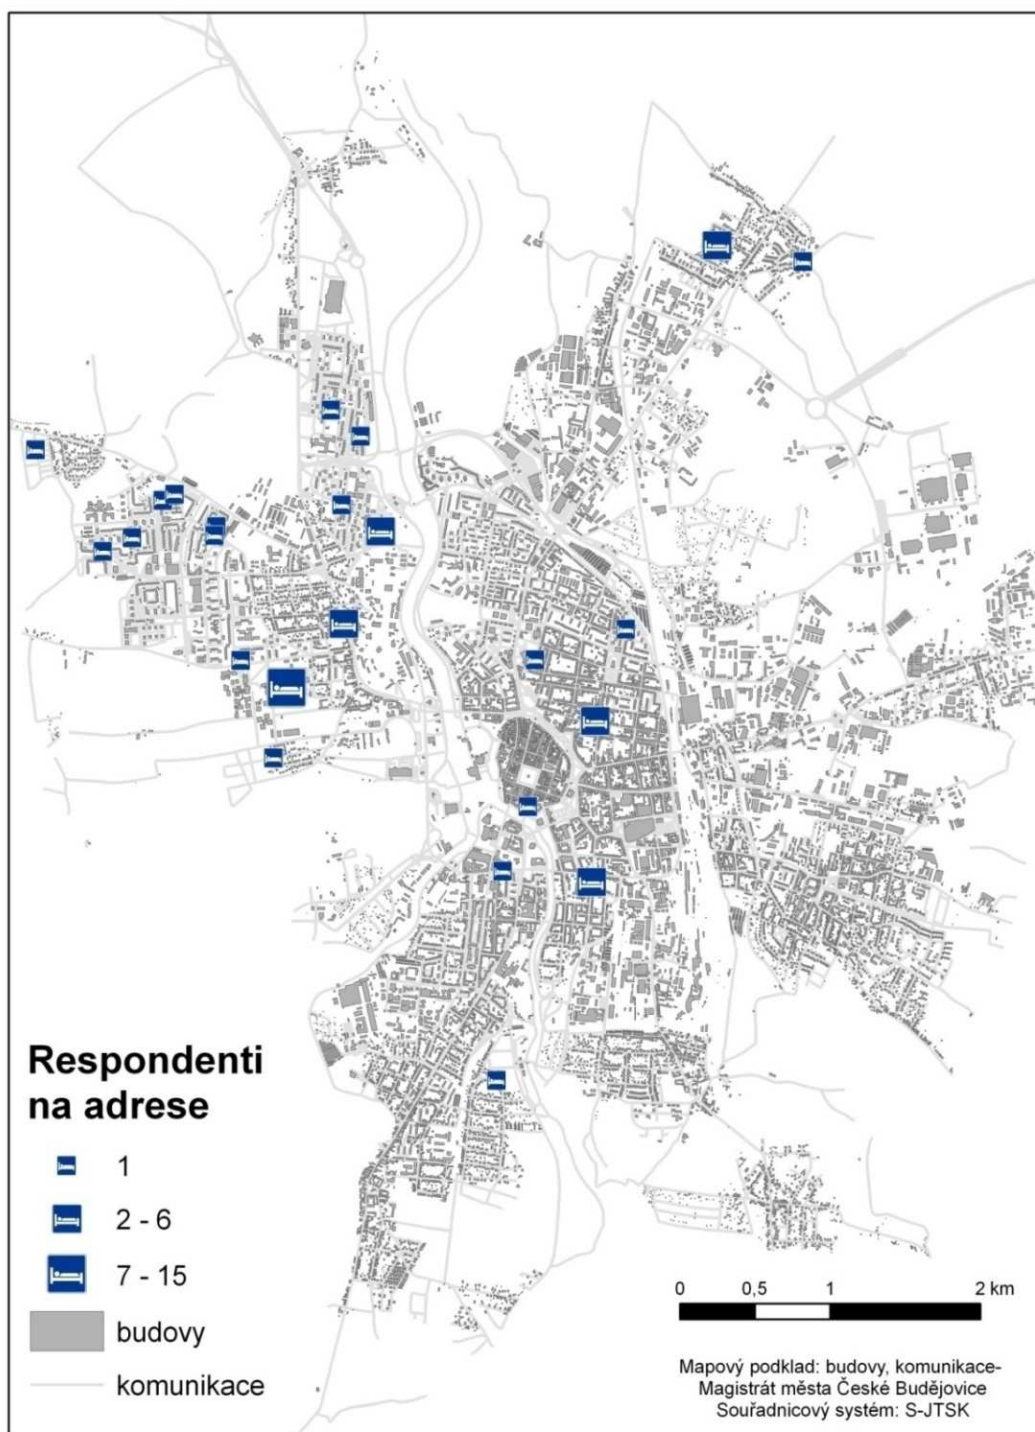 Respondenti
na adrese
1
2 - 6
7 - 15
budovy
komunikace
0 0,5 1 2 km
Mapový podklad: budovy, komunikace-
Magistrát města České Budějovice
Souřadnicový systém: S-JTSK